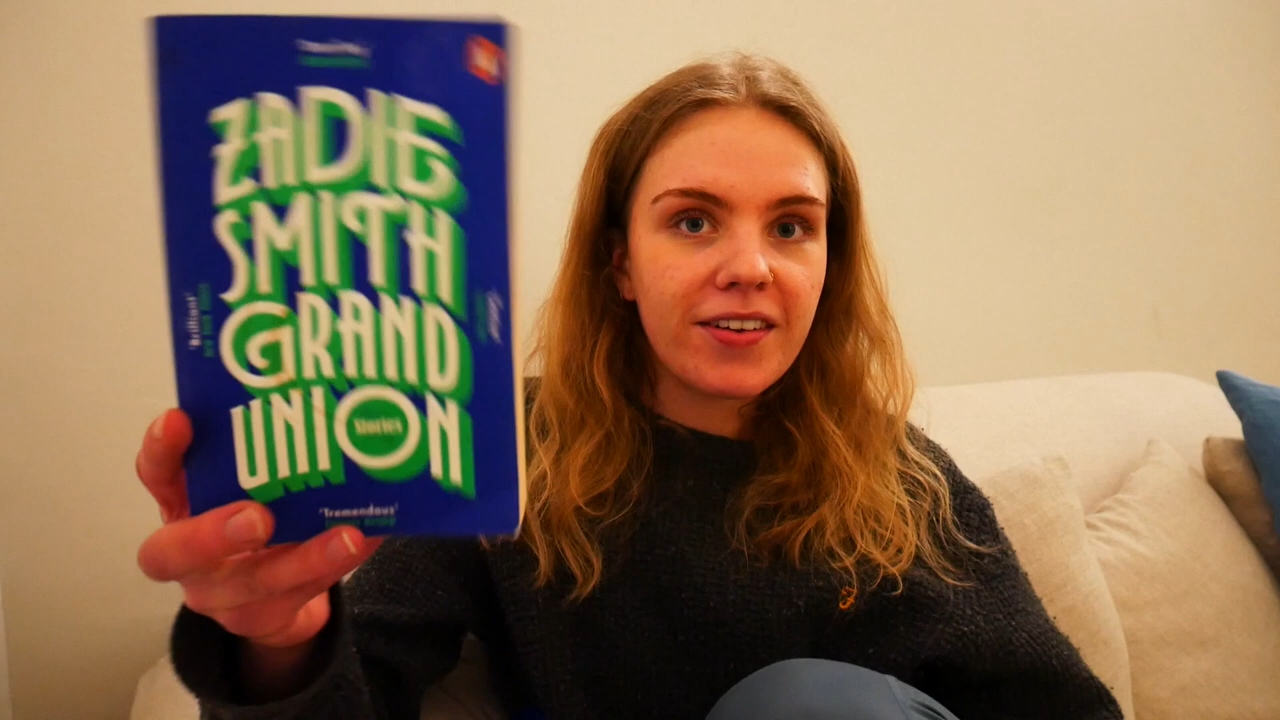 ZADIE
SMITH
GRAND
UNION
Stories
'Brilliant'
'Tremendous'